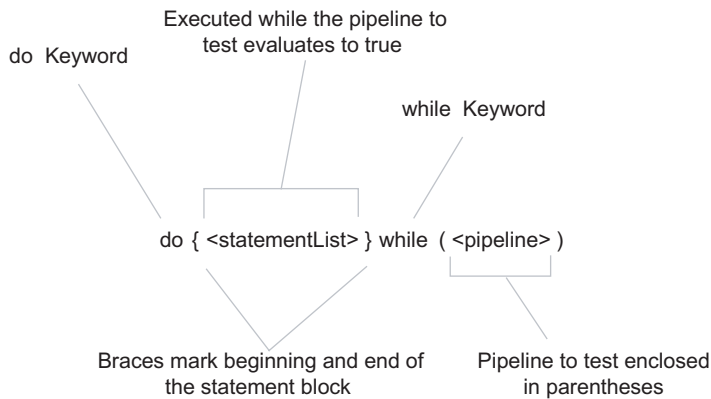 Executed while the pipeline to
test evaluates to true
do Keyword
while Keyword
do { <statementList> } while ( <pipeline> )
Braces mark beginning and end of
the statement block
Pipeline to test enclosed
in parentheses